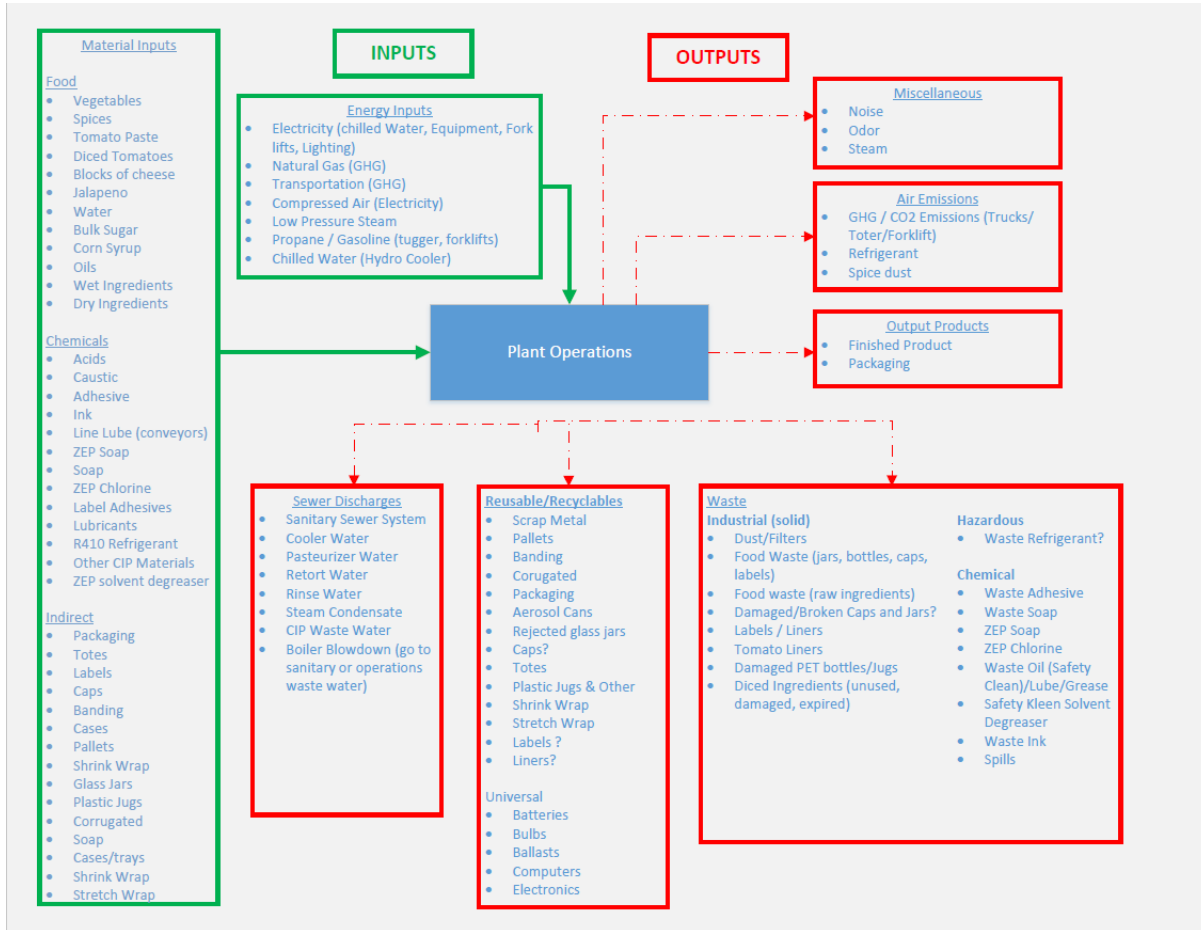 Material Inputs
Food
• Vegetables
• Spices
• Tomato Paste
• Diced Tomatoes
• Blocks of cheese
• Jalapeno
• Water
• Bulk Sugar
• Corn Syrup
• Oils
• Wet Ingredients
• Dry Ingredients
Chemicals
• Acids
• Caustic
• Adhesive
• Ink
• Line Lube (conveyors)
• ZEP Soap
• Soap
• ZEP Chlorine
• Label Adhesives
• Lubricants
• R410 Refrigerant
• Other CIP Materials
• ZEP solvent degreaser
Indirect
• Packaging
• Totes
• Labels
• Caps
• Banding
• Cases
• Pallets
• Shrink Wrap
• Glass Jars
• Plastic Jugs
• Corrugated
• Soap
• Cases/trays
• Shrink Wrap
• Stretch Wrap
INPUTS
Energy Inputs
• Electricity (chilled Water, Equipment, Fork
lifts, Lighting)
• Natural Gas (GHG)
• Transportation (GHG)
• Compressed Air (Electricity)
• Low Pressure Steam
• Propane / Gasoline (tugger, forklifts)
• Chilled Water (Hydro Cooler)
OUTPUTS
Miscellaneous
• Noise
• Odor
• Steam
Air Emissions
• GHG / CO2 Emissions (Trucks/
Toter/Forklift)
• Refrigerant
• Spice dust
Plant Operations
Output Products
• Finished Product
• Packaging
Sewer Discharges
• Sanitary Sewer System
• Cooler Water
• Pasteurizer Water
• Retort Water
• Rinse Water
• Steam Condensate
• CIP Waste Water
• Boiler Blowdown (go to
sanitary or operations
waste water)
Reusable/Recyclables
• Scrap Metal
• Pallets
• Banding
• Corugated
• Packaging
• Aerosol Cans
• Rejected glass jars
• Caps?
• Totes
• Plastic Jugs & Other
• Shrink Wrap
• Stretch Wrap
• Labels ?
• Liners?
Universal
• Batteries
• Bulbs
• Ballasts
• Computers
• Electronics
Waste
Industrial (solid)
• Dust/Filters
• Food Waste (jars, bottles, caps,
labels)
• Food waste (raw ingredients)
• Damaged/Broken Caps and Jars?
• Labels / Liners
• Tomato Liners
• Damaged PET bottles/Jugs
• Diced Ingredients (unused,
damaged, expired)
Hazardous
• Waste Refrigerant?
Chemical
• Waste Adhesive
• Waste Soap
• ZEP Soap
• ZEP Chlorine
• Waste Oil (Safety
Clean)/Lube/Grease
• Safety Kleen Solvent
Degreaser
• Waste Ink
• Spills